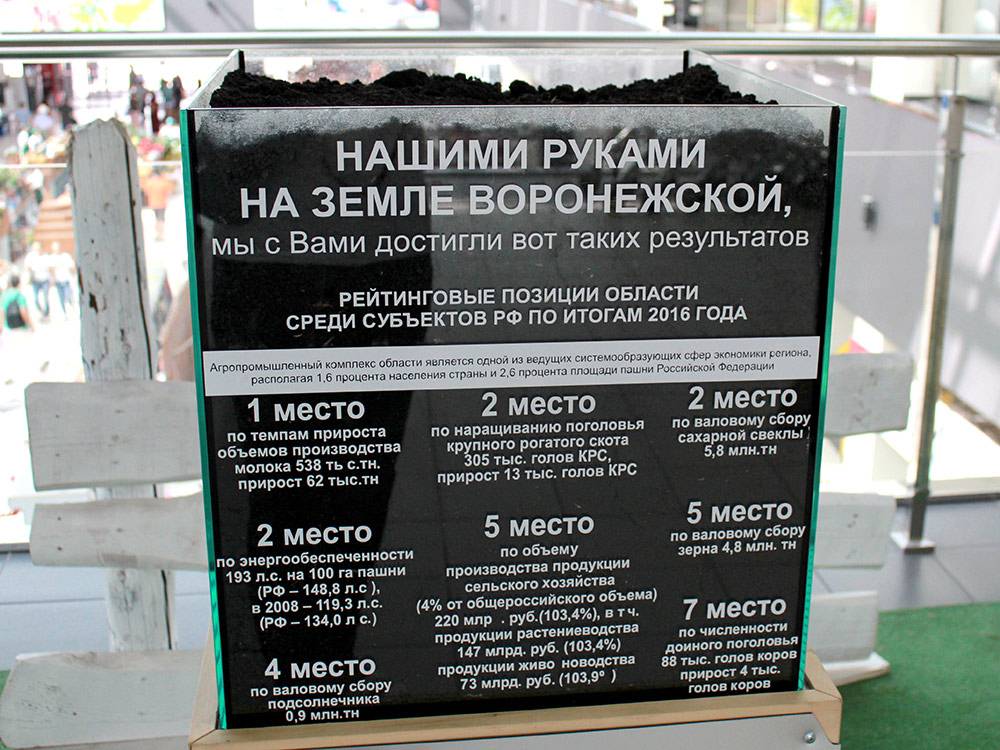 НАШИМИ РУКАМИ
НА ЗЕМЛЕ ВОРОНЕЖСКОЙ,
мы с Вами достигли вот таких результатов
РЕЙТИНГОВЫЕ ПОЗИЦИИ ОБЛАСТИ
СРЕДИ СУБЪЕКТОВ РФ ПО ИТОГАМ 2016 ГОДА
Агропромышленный комплекс области является одной из ведущих системообразующих сфер экономики региона,
располагая 1,6 процента населения страны и 2,6 процента площади пашни Российской Федерации
1 место
по темпам прироста
объемов производства
молока 538 ть с.тн.
прирост 62 тыс.тн
2 место
по наращиванию поголовья
крупного рогатого скота
305 тыс. голов КРС,
прирост 13 тыс. голов КРС
2 место
по валовому сбору
сахарной свеклы
5,8 млн.тн
2 место
по энергообеспеченности
193 л.с. на 100 га пашни
(РФ – 148,8 л.с ),
в 2008 – 119,3 л.с.
(РФ – 134,0 л с.)
5 место
по объему
производства продукции
сельского хозяйства
(4% от общероссийского объема)
220 млр . руб.(103,4%), в т ч.
продукции растениеводства
147 млрд. руб. (103,4%)
продукции живо новодства
73 млрд. руб. (103,9° )
5 место
по валовому сбору
зерна 4,8 млн. тн
4 место
по валовому сбору
подсолнечника
0,9 млн.тн
7 место
по численности
доиного поголовья
88 тыс. голов коров
прирост 4 тыс.
голов коров